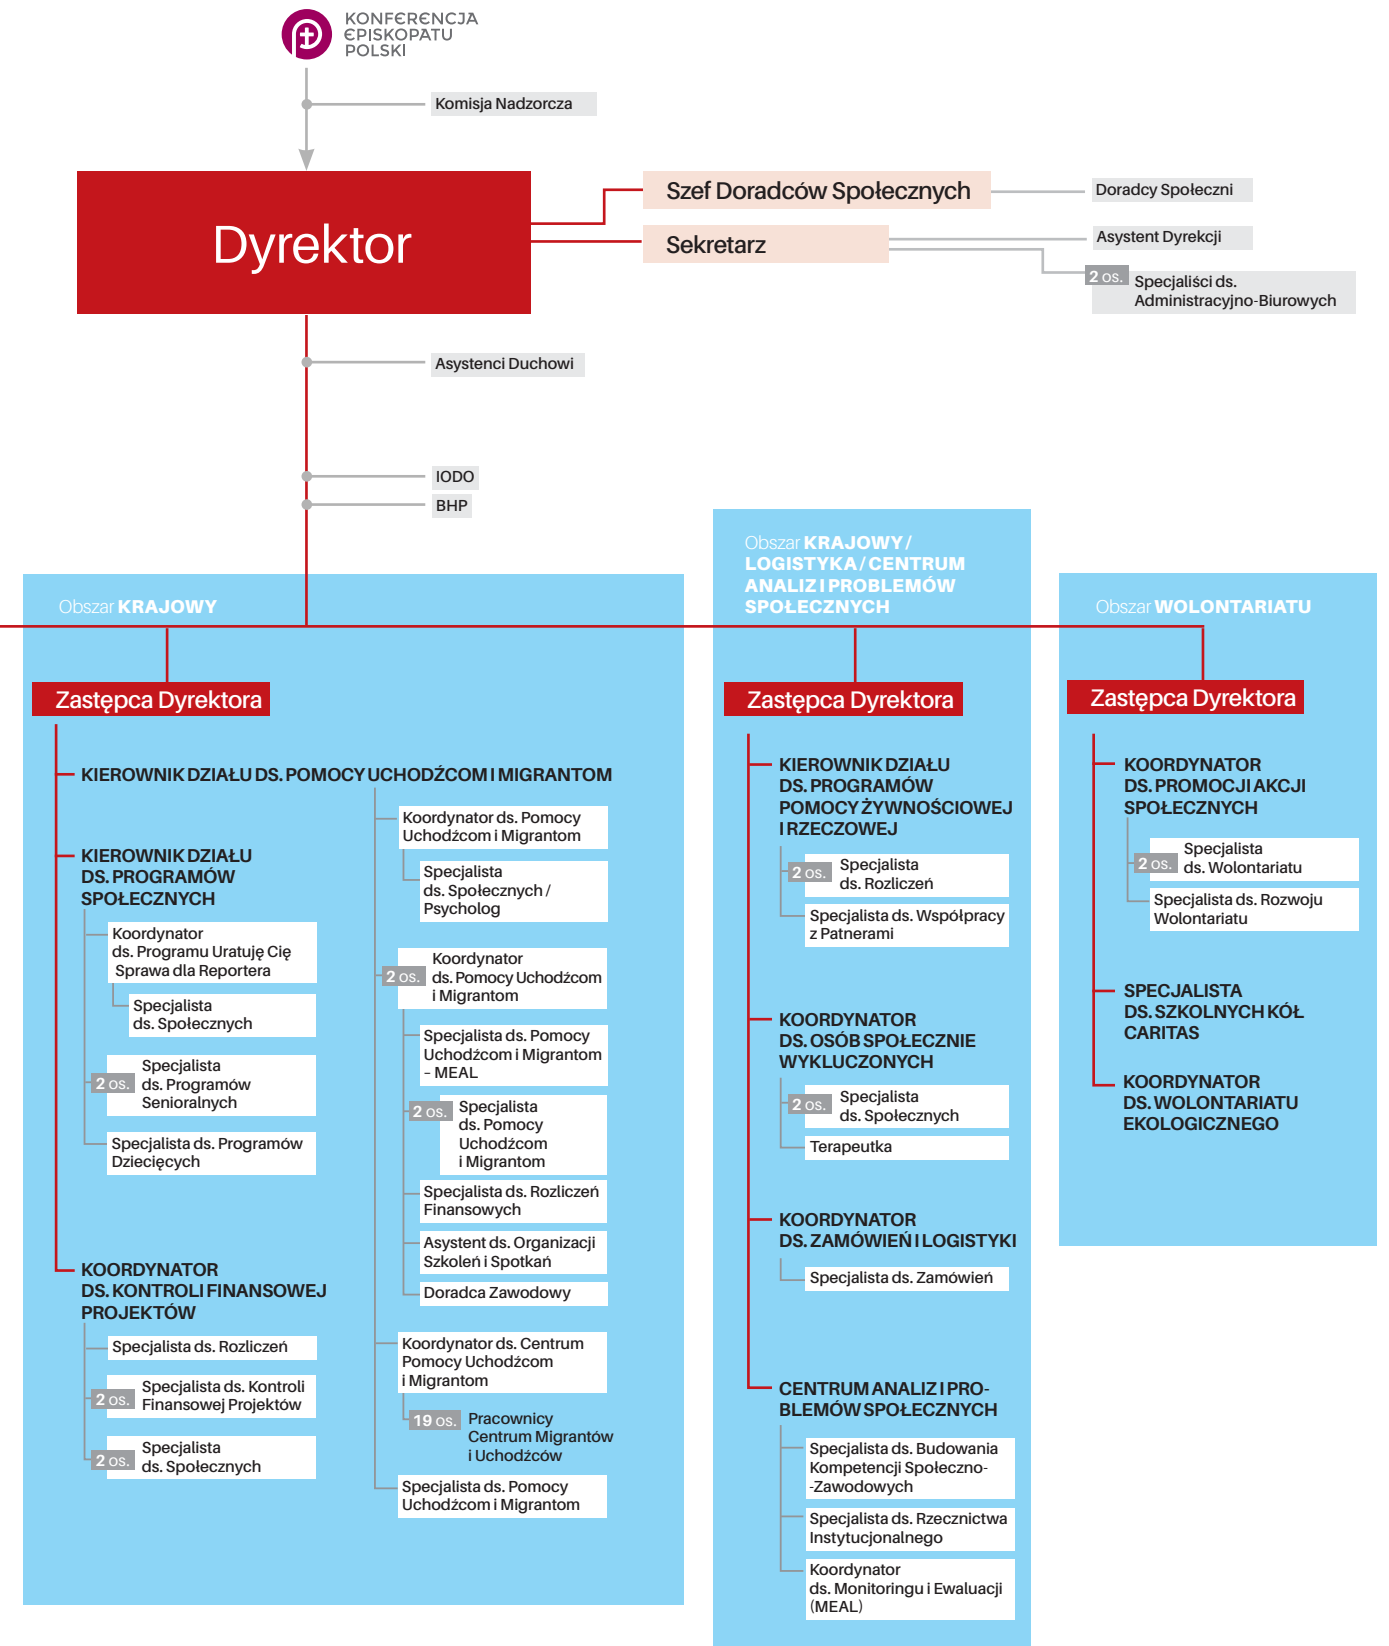 KONFERENCJA
EPISKOPATU
POLSKI
Komisja Nadzorcza
Dyrektor
Szef Doradców Społecznych
Doradcy Społeczni
Sekretarz
Asystent Dyrekcji
2 os.
Specjaliści ds.
Administracyjno-Biurowych
Asystenci Duchowi
IODO
BHP
Obszar KRAJOWY
Zastępca Dyrektora
KIEROWNIK DZIAŁU DS. POMOCY UCHODŹCOM I MIGRANTOM
KIEROWNIK DZIAŁU
DS. PROGRAMÓW
SPOŁECZNYCH
Koordynator
ds. Programu Uratuję Cię
Sprawa dla Reportera
Specjalista
ds. Społecznych
2 os.
Specjalista
ds. Programów
Senioralnych
Specjalista ds. Programów
Dziecięcych
KOORDYNATOR
DS. KONTROLI FINANSOWEJ
PROJEKTÓW
Specjalista ds. Rozliczeń
2 os.
Specjalista ds. Kontroli
Finansowej Projektów
2 os.
Specjalista
ds. Społecznych
Koordynator ds. Pomocy
Uchodźcom i Migrantom
Specjalista
ds. Społecznych /
Psycholog
2 os.
Koordynator
ds. Pomocy Uchodźcom
i Migrantom
Specjalista ds. Pomocy
Uchodźcom i Migrantom
– MEAL
2 os.
Specjalista
ds. Pomocy
Uchodźcom
i Migrantom
Specjalista ds. Rozliczeń
Finansowych
Asystent ds. Organizacji
Szkoleń i Spotkań
Doradca Zawodowy
Koordynator ds. Centrum
Pomocy Uchodźcom
i Migrantom
19 os.
Pracownicy
Centrum Migrantów
i Uchodźców
Specjalista ds. Pomocy
Uchodźcom i Migrantom
Obszar KRAJOWY /
LOGISTYKA / CENTRUM
ANALIZ I PROBLEMÓW
SPOŁECZNYCH
Zastępca Dyrektora
KIEROWNIK DZIAŁU
DS. PROGRAMÓW
POMOCY ŻYWNOŚCIOWEJ
I RZECZOWEJ
2 os.
Specjalista
ds. Rozliczeń
Specjalista ds. Współpracy
z Patnerami
KOORDYNATOR
DS. OSÓB SPOŁECZNIE
WYKLUCZONYCH
2 os.
Specjalista
ds. Społecznych
Terapeutka
KOORDYNATOR
DS. ZAMÓWIEŃ I LOGISTYKI
Specjalista ds. Zamówień
CENTRUM ANALIZ I PRO-
BLEMÓW SPOŁECZNYCH
Specjalista ds. Budowania
Kompetencji Społeczno-
-Zawodowych
Specjalista ds. Rzecznictwa
Instytucjonalnego
Koordynator
ds. Monitoringu i Ewaluacji
(MEAL)
Obszar WOLONTARIATU
Zastępca Dyrektora
KOORDYNATOR
DS. PROMOCJI AKCJI
SPOŁECZNYCH
2 os.
Specjalista
ds. Wolontariatu
Specjalista ds. Rozwoju
Wolontariatu
SPECJALISTA
DS. SZKOLNYCH KÓŁ
CARITAS
KOORDYNATOR
DS. WOLONTARIATU
EKOLOGICZNEGO